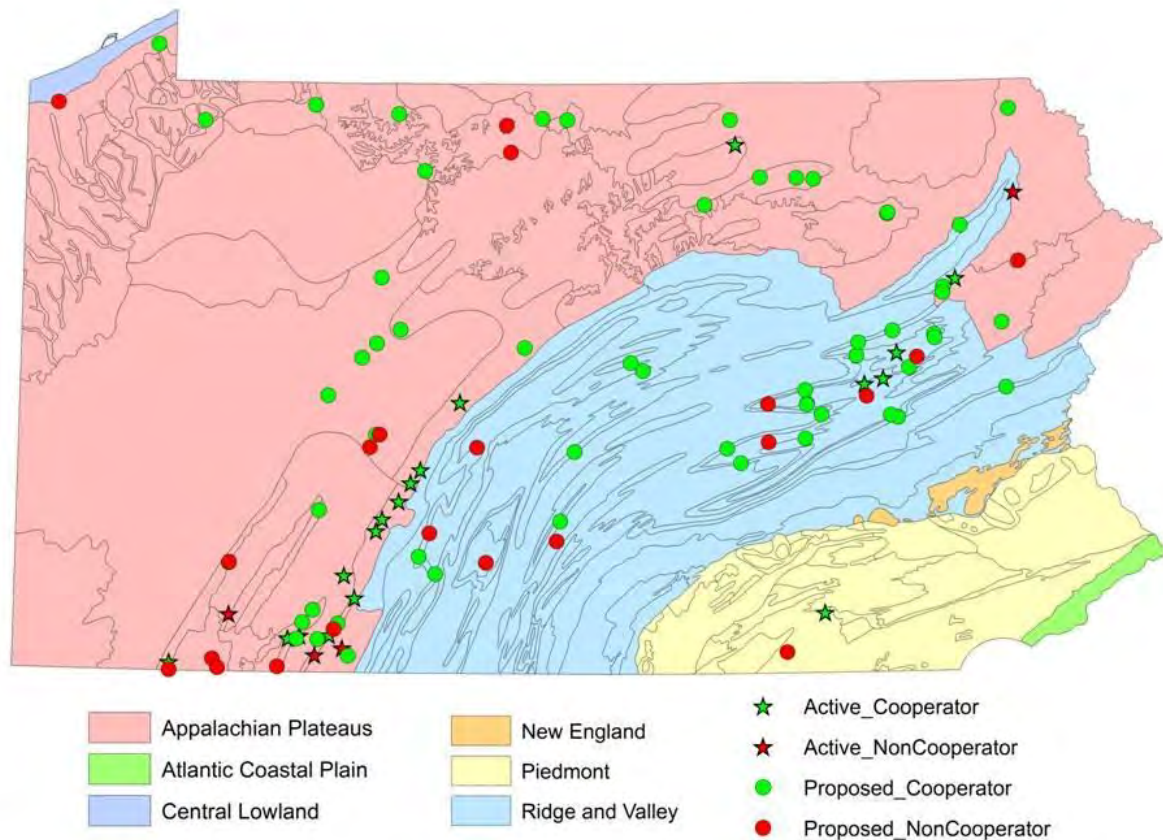 Appalachian Plateaus
Atlantic Coastal Plain
Central Lowland
New England
Piedmont
Ridge and Valley
Active_Cooperator
Active_NonCooperator
Proposed_Cooperator
Proposed_NonCooperator